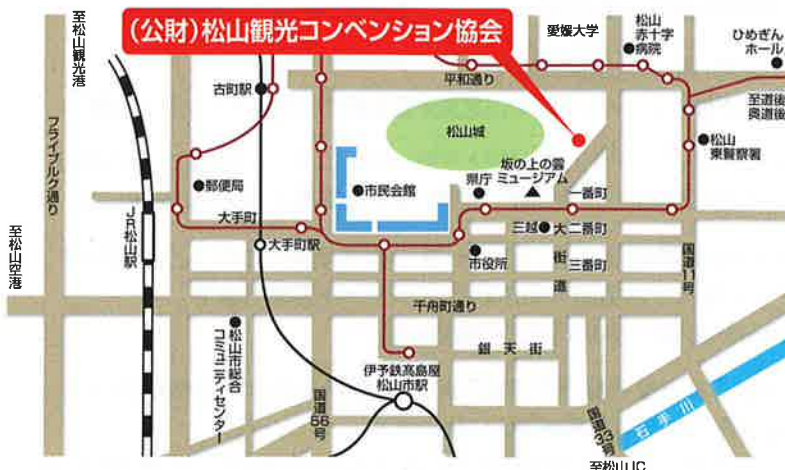 至松山観光港
(公財)松山観光コンベンション協会
愛媛大学
松山
赤十字
病院
ひめぎん
ホール
古町駅
平和通り
至道後
奥道後
フライブルク通り
松山城
松山
東警察署
郵便局
市民会館
県庁
坂の上の雲
ミュージアム
一番町
大手町
JR松山駅
至松山空港
大手町駅
三越
大街道
二番町
市役所
三番町
国道11号
千舟町通り
松山市総合
コミュニティセンター
銀天街
伊予鉄髙島屋
松山市駅
国道56号
国道33号
石手川
至松山IC